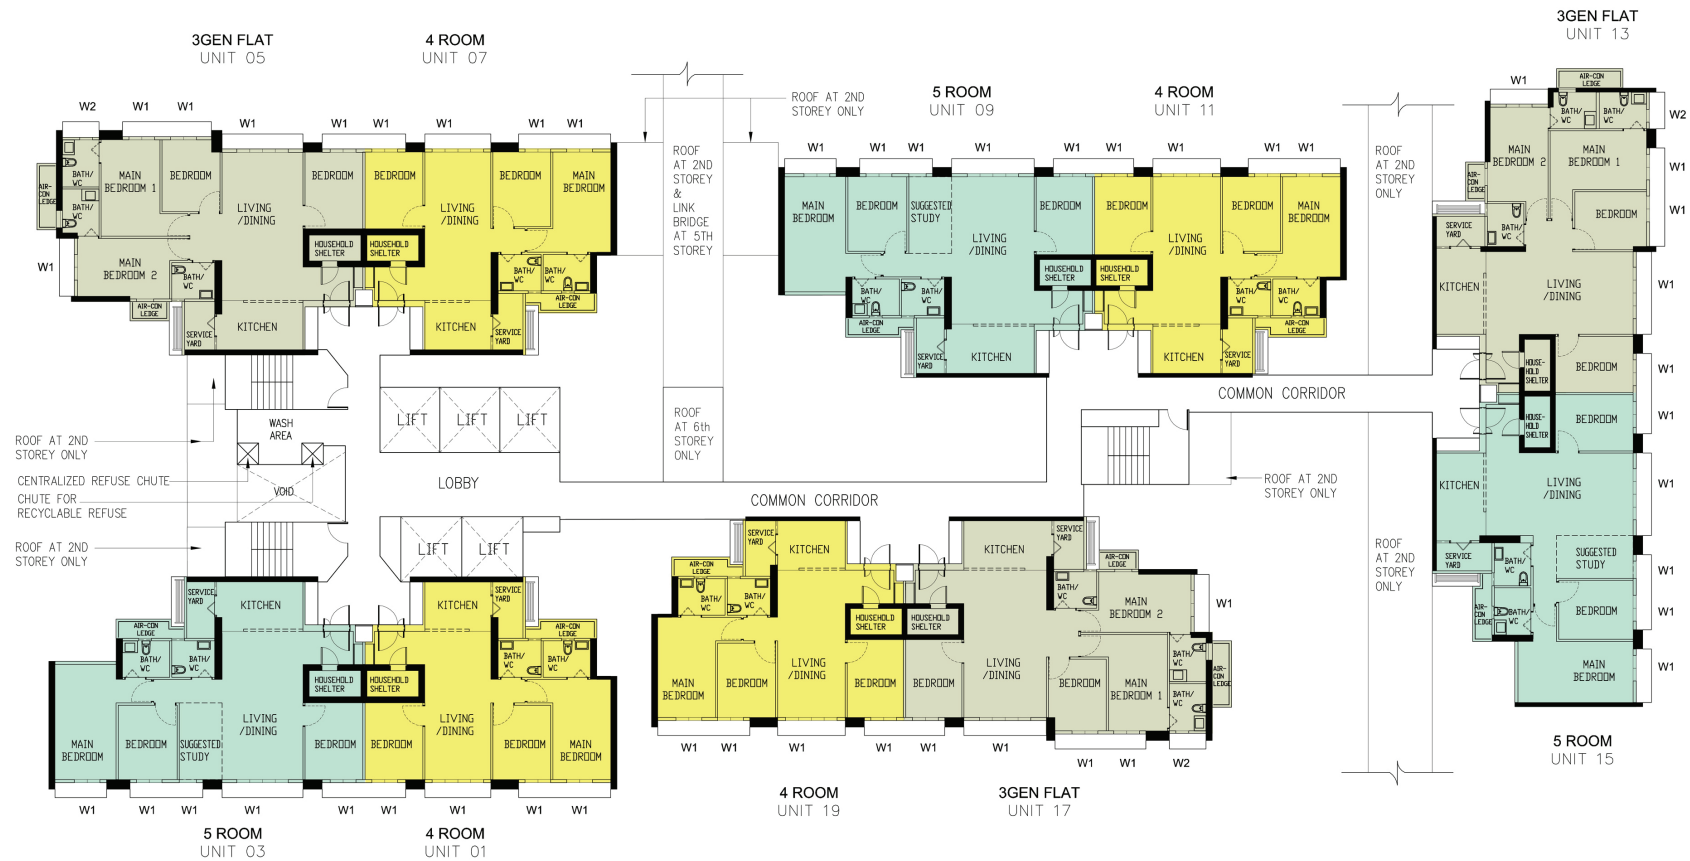 3GEN FLAT
UNIT 05
4 ROOM
UNIT 07
W2
W1
W1
W1
W1
W1
W1
W1
W1
W1
AIR-
CON
LEDGE
BATH/
WC
BATH/
WC
MAIN
BEDROOM 1
BEDROOM
LIVING
/DINING
BEDROOM
MAIN
BEDROOM 2
BATH/
WC
AIR-CON
LEDGE
SERVICE
YARD
KITCHEN
HOUSEHOLD
SHELTER
HOUSEHOLD
SHELTER
BEDROOM
LIVING
/DINING
BEDROOM
MAIN
BEDROOM
BATH/
WC
BATH/
WC
AIR-CON
LEDGE
KITCHEN
SERVICE
YARD
ROOF
AT 2ND
STOREY
&
LINK
BRIDGE
AT 5TH
STOREY
ROOF AT 2ND
STOREY ONLY
ROOF
AT 6th
STOREY
ONLY
5 ROOM
UNIT 09
4 ROOM
UNIT 11
W1
W1
W1
W1
W1
W1
W1
W1
W1
MAIN
BEDROOM
BEDROOM
SUGGESTED
STUDY
LIVING
/DINING
BEDROOM
HOUSEHOLD
SHELTER
BATH/
WC
BATH/
WC
AIR-CON
LEDGE
SERVICE
YARD
KITCHEN
BEDROOM
LIVING
/DINING
BEDROOM
MAIN
BEDROOM
HOUSEHOLD
SHELTER
BATH/
WC
BATH/
WC
AIR-CON
LEDGE
KITCHEN
SERVICE
YARD
ROOF
AT 2ND
STOREY
ONLY
COMMON CORRIDOR
3GEN FLAT
UNIT 13
W1
AIR-CON
LEDGE
BATH/
WC
BATH/
WC
W2
MAIN
BEDROOM 2
MAIN
BEDROOM 1
W1
AIR-
CON
LEDGE
BEDROOM
W1
SERVICE
YARD
BATH/
WC
KITCHEN
LIVING
/DINING
W1
HOUSE-
HOLD
SHELTER
BEDROOM
W1
HOUSE-
HOLD
SHELTER
BEDROOM
W1
KITCHEN
LIVING
/DINING
W1
SERVICE
YARD
BATH/
WC
SUGGESTED
STUDY
W1
AIR-
CON
LEDGE
BATH/
WC
BEDROOM
W1
MAIN
BEDROOM
W1
5 ROOM
UNIT 15
ROOF
AT 2ND
STOREY
ONLY
ROOF AT 2ND
STOREY ONLY
WASH
AREA
LIFT
LIFT
LIFT
ROOF AT 2ND
STOREY ONLY
CENTRALIZED REFUSE CHUTE
CHUTE FOR
RECYCLABLE REFUSE
VOID
LOBBY
COMMON CORRIDOR
ROOF AT 2ND
STOREY ONLY
LIFT
LIFT
SERVICE
YARD
KITCHEN
AIR-CON
LEDGE
BATH/
WC
BATH/
WC
HOUSEHOLD
SHELTER
MAIN
BEDROOM
BEDROOM
SUGGESTED
STUDY
LIVING
/DINING
BEDROOM
KITCHEN
SERVICE
YARD
AIR-CON
LEDGE
BATH/
WC
BATH/
WC
HOUSEHOLD
SHELTER
BEDROOM
LIVING
/DINING
BEDROOM
MAIN
BEDROOM
W1
W1
W1
W1
W1
W1
W1
W1
W1
5 ROOM
UNIT 03
4 ROOM
UNIT 01
SERVICE
YARD
KITCHEN
AIR-CON
LEDGE
BATH/
WC
BATH/
WC
HOUSEHOLD
SHELTER
MAIN
BEDROOM
BEDROOM
LIVING
/DINING
BEDROOM
KITCHEN
SERVICE
YARD
AIR-CON
LEDGE
BATH/
WC
MAIN
BEDROOM 2
W1
HOUSEHOLD
SHELTER
BEDROOM
LIVING
/DINING
BEDROOM
MAIN
BEDROOM 1
BATH/
WC
BATH/
WC
AIR-
CON
LEDGE
W1
W1
W1
W1
W1
W1
W1
W1
W2
4 ROOM
UNIT 19
3GEN FLAT
UNIT 17